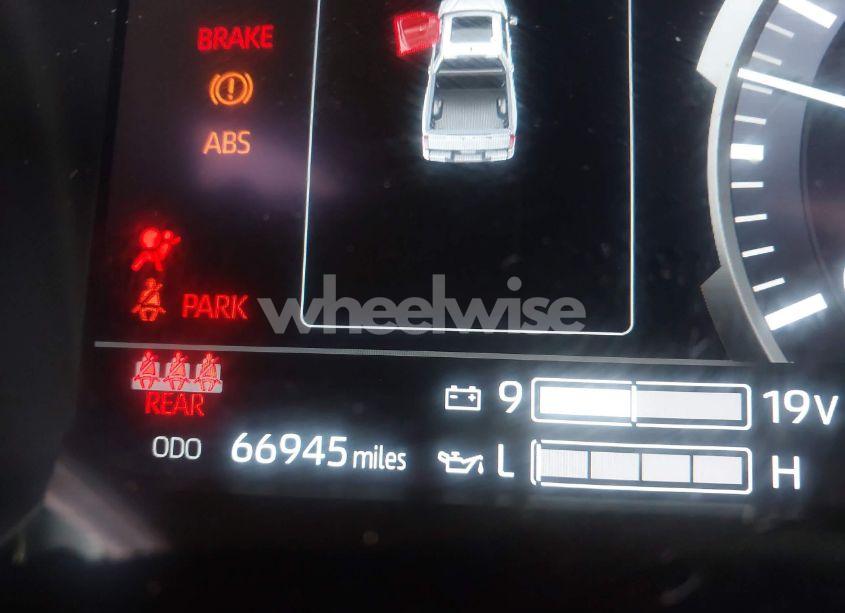 BRAKE
ABS
PARK
wheelwise
REAR
9 19V
ODO 66945 miles L H